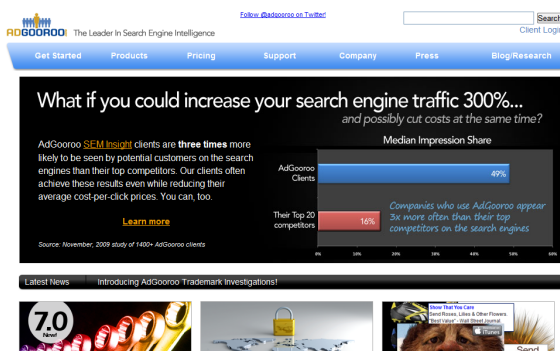 Follow @adgooroo on Twitter!
Search
ADGOOROO
The Leader In Search Engine Intelligence
Client Login
Get Started Products Pricing Support Company Press Blog/Research
What if you could increase your search engine traffic 300%...
and possibly cut costs at the same time?
AdGooroo SEM Insight clients are three times more
likely to be seen by potential customers on the search
engines than their top competitors. Our clients often
achieve these results even while reducing their
average cost-per-click prices. You can, too.
Learn more
Source: November, 2009 study of 1400+ AdGooroo clients
Median Impression Share
AdGooroo
Clients
49%
Their Top 20
competitors
16%
Companies who use AdGooroo appear
3x more often than their top
competitors on the search engines
0% 10% 20% 30% 40% 50% 60%
Latest News Introducing AdGooroo Trademark Investigations!
7.0
Now!
Show That You Care
Send Roses, Lilies & Other Flowers.
"Best Value" - Wall Street Journal
iTunes
Send